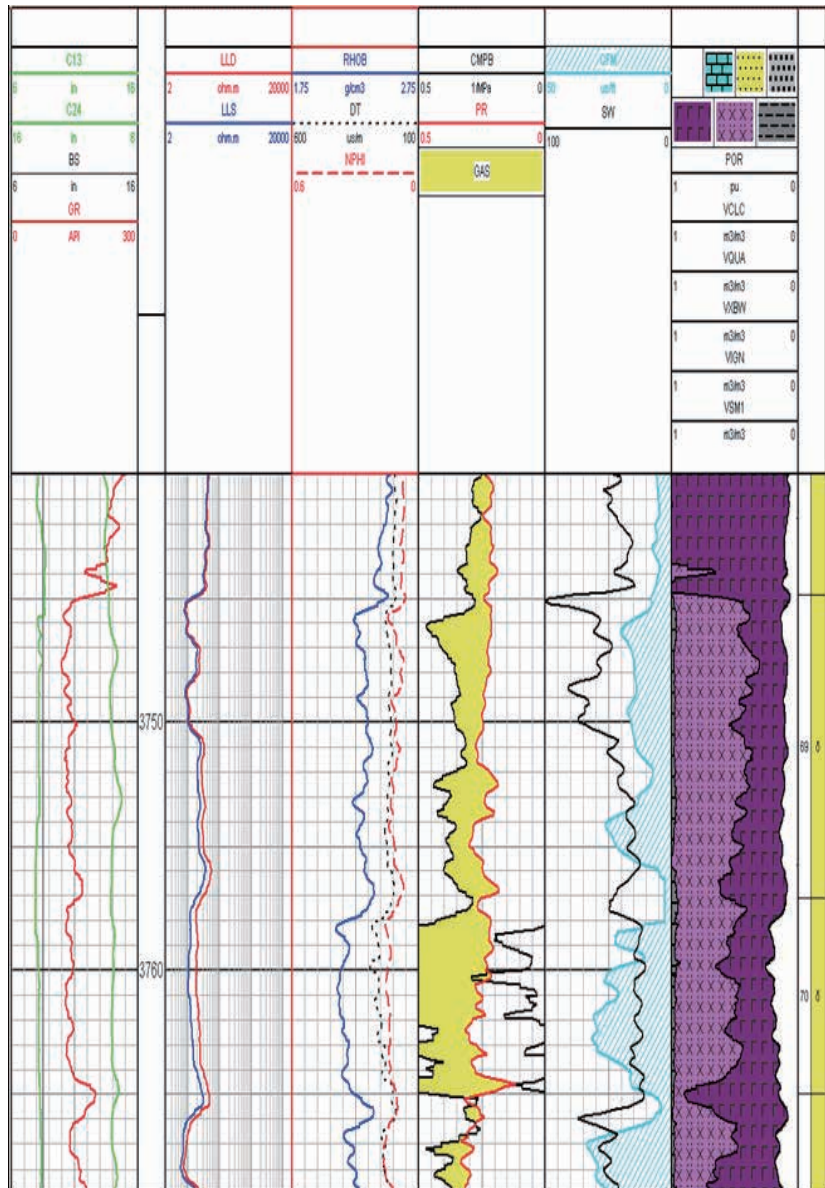 C13
6 in 16
C24
16 in 6
BS
6 in 16
GR
0 API 300
LLD
2 ohm.m 20000
LLS
2 ohm.m 20000
RHOB
1.75 g/cm3 2.75
DT
600 us/m 100
NPHI
0.6 0
CMPB
0.5 1/MPa 0
PR
0.5 0
GAS
50 us/ft 0
SW
100 0
POR
1 pu 0
VCLC
1 m3/m3 0
VQUA
1 m3/m3 0
VXBW
1 m3/m3 0
VIGN
1 m3/m3 0
VSM1
1 m3/m3 0
3750
3760
69
70